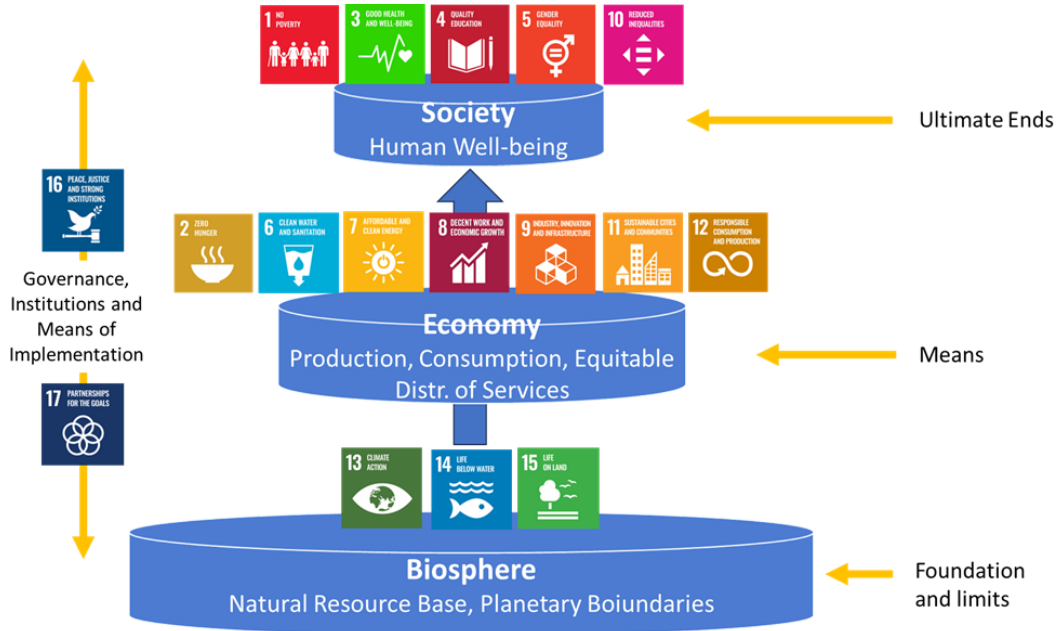 1 NO
POVERTY
3 GOOD HEALTH
AND WELL-BEING
4 QUALITY
EDUCATION
5 GENDER
EQUALITY
10 REDUCED
INEQUALITIES
Society
Human Well-being
Ultimate Ends
16 PEACE, JUSTICE
AND STRONG
INSTITUTIONS
2 ZERO
HUNGER
6 CLEAN WATER
AND SANITATION
7 AFFORDABLE AND
CLEAN ENERGY
8 DECENT WORK AND
ECONOMIC GROWTH
9 INDUSTRY, INNOVATION
AND INFRASTRUCTURE
11 SUSTAINABLE CITIES
AND COMMUNITIES
12 RESPONSIBLE
CONSUMPTION
AND PRODUCTION
Governance,
Institutions and
Means of
Implementation
Economy
Production, Consumption, Equitable
Distr. of Services
Means
17 PARTNERSHIPS
FOR THE GOALS
13 CLIMATE
ACTION
14 LIFE
BELOW WATER
15 LIFE
ON LAND
Biosphere
Natural Resource Base, Planetary Boiundaries
Foundation
and limits